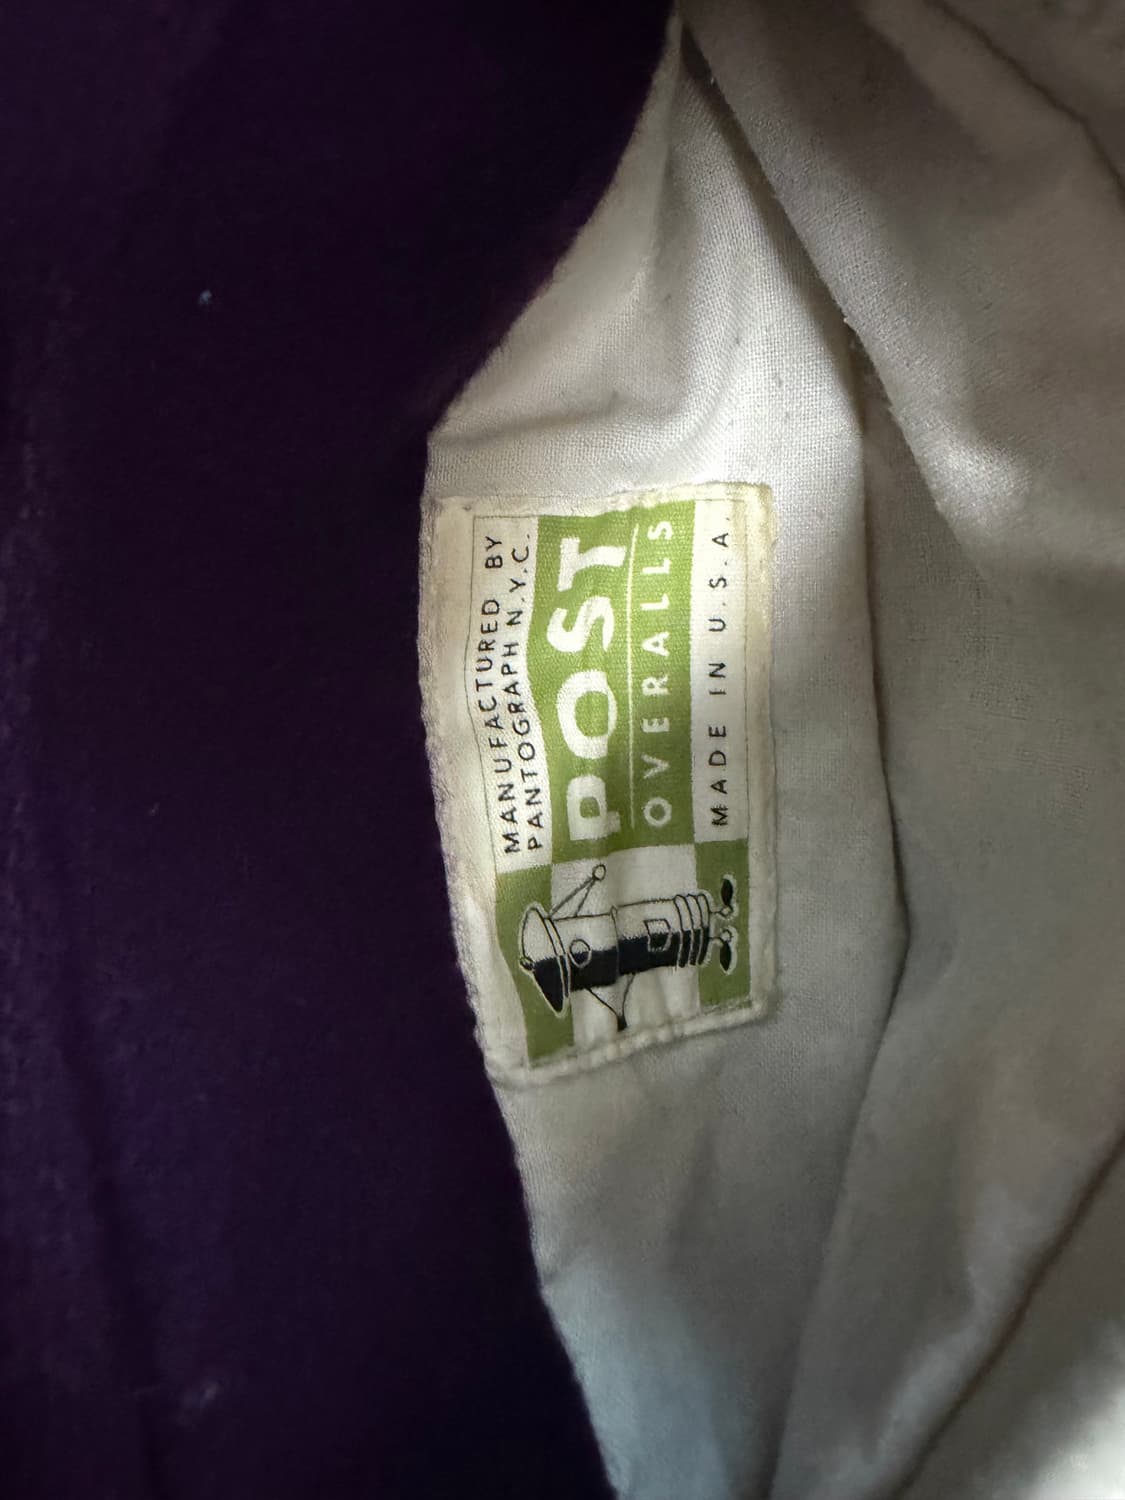 MANUFACTURED BY
PANTOGRAPH N.Y.C.
POST
OVERALLS
MADE IN U.S.A.